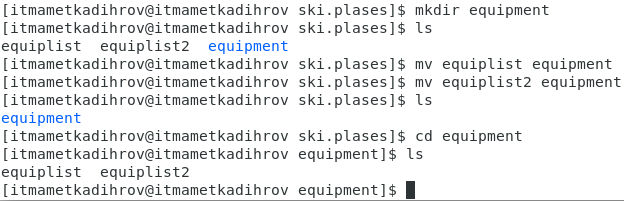 [itmametkadihrov@itmametkadihrov ski.plases]$ mkdir equipment
[itmametkadihrov@itmametkadihrov ski.plases]$ ls
equiplist  equiplist2  equipment
[itmametkadihrov@itmametkadihrov ski.plases]$ mv equiplist equipment
[itmametkadihrov@itmametkadihrov ski.plases]$ mv equiplist2 equipment
[itmametkadihrov@itmametkadihrov ski.plases]$ ls
equipment
[itmametkadihrov@itmametkadihrov ski.plases]$ cd equipment
[itmametkadihrov@itmametkadihrov equipment]$ ls
equiplist  equiplist2
[itmametkadihrov@itmametkadihrov equipment]$